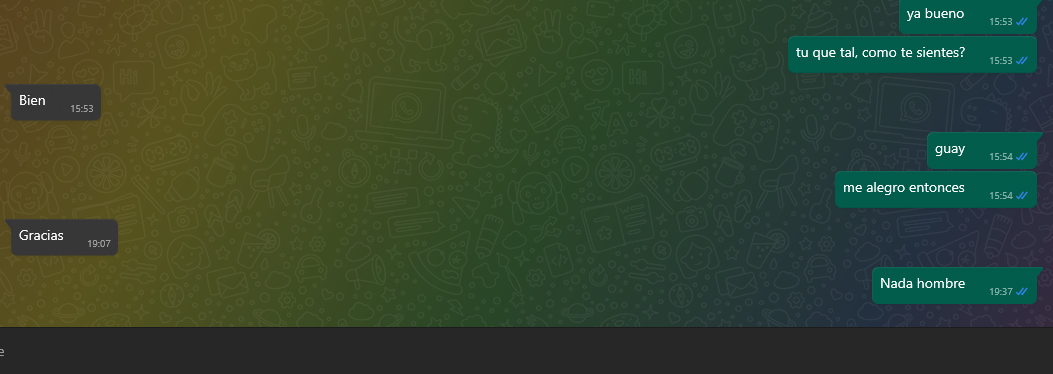 ya bueno 15:53
tu que tal, como te sientes? 15:53
Bien 15:53
guay 15:54
me alegro entonces 15:54
Gracias 19:07
Nada hombre 19:37
e